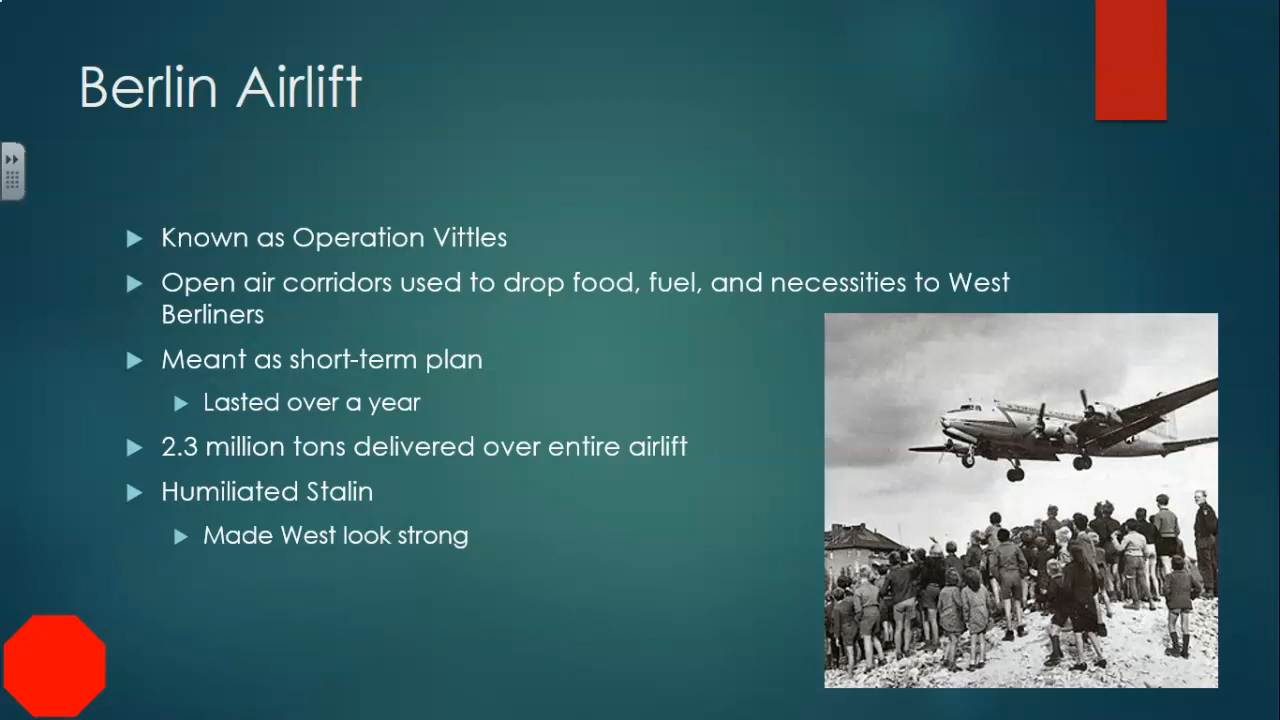 Berlin Airlift
Known as Operation Vittles
Open air corridors used to drop food, fuel, and necessities to West
Berliners
Meant as short-term plan
Lasted over a year
2.3 million tons delivered over entire airlift
Humiliated Stalin
Made West look strong